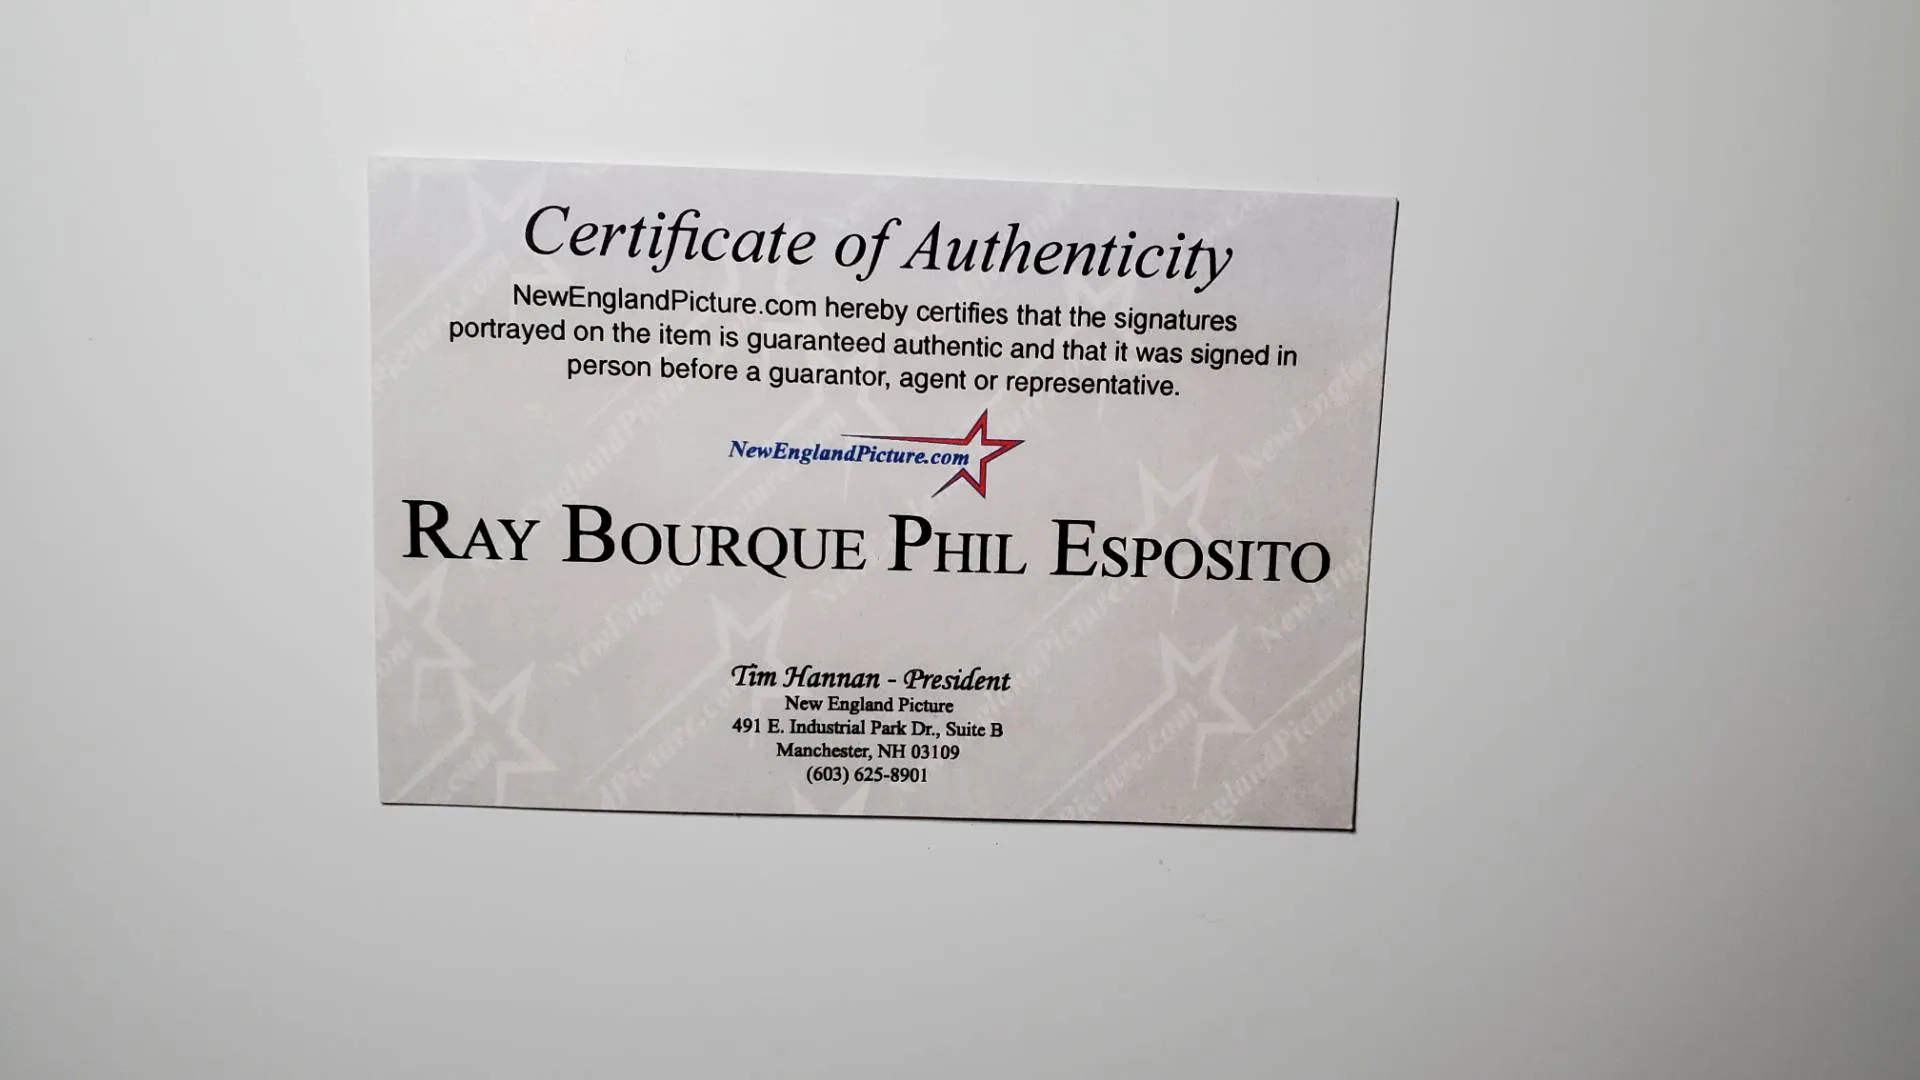 Certificate of Authenticity
NewEnglandPicture.com hereby certifies that the signatures
portrayed on the item is guaranteed authentic and that it was signed in
person before a guarantor, agent or representative.
NewEnglandPicture.com
RAY BOURQUE PHIL ESPOSITO
Tim Hannan - President
New England Picture
491 E. Industrial Park Dr., Suite B
Manchester, NH 03109
(603) 625-8901